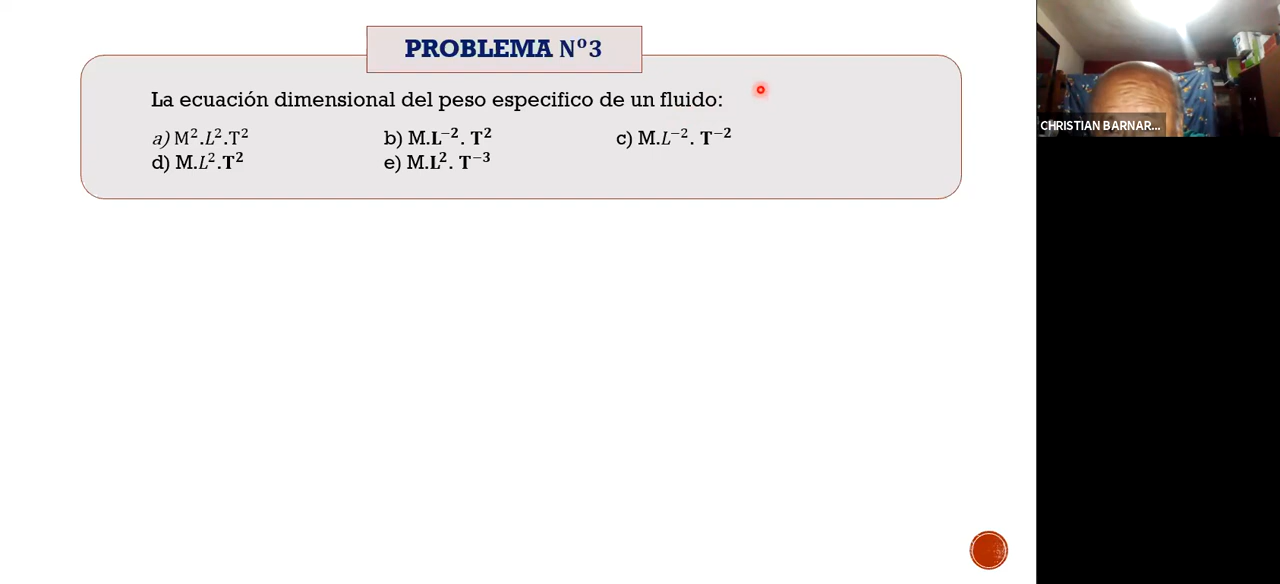 PROBLEMA Nº3
La ecuación dimensional del peso especifico de un fluido:
a) M².L².T² b) M.L⁻². T² c) M.L⁻². T⁻²
d) M.L².T² e) M.L². T⁻³
CHRISTIAN BARNAR...